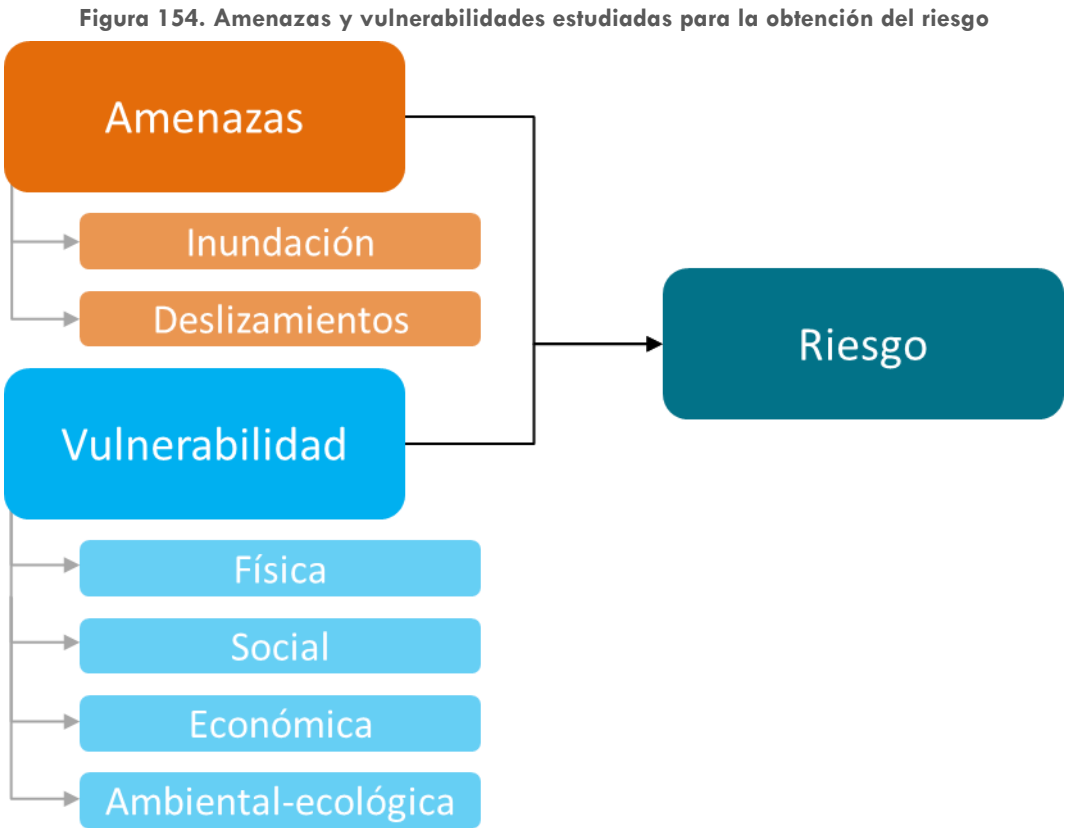 Figura 154. Amenazas y vulnerabilidades estudiadas para la obtención del riesgo
Amenazas
Inundación
Deslizamientos
Vulnerabilidad
Física
Social
Económica
Ambiental-ecológica
Riesgo